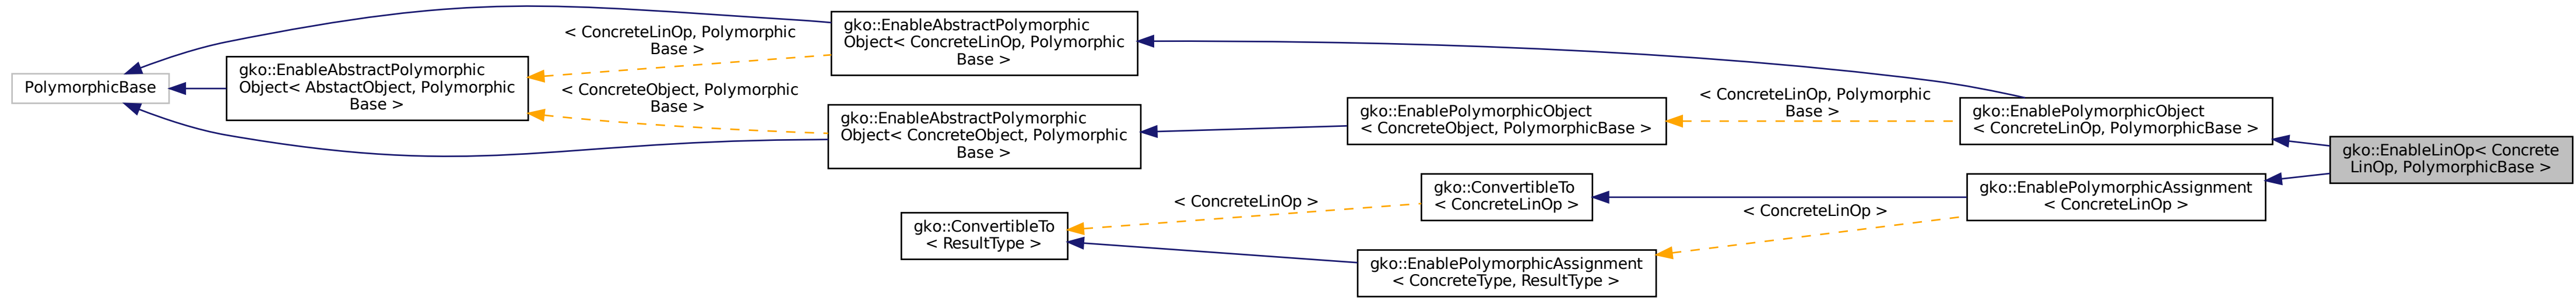 PolymorphicBase
gko::EnableAbstractPolymorphic
Object< AbstactObject, Polymorphic
Base >
< ConcreteLinOp, Polymorphic
Base >
< ConcreteObject, Polymorphic
Base >
gko::EnableAbstractPolymorphic
Object< ConcreteLinOp, Polymorphic
Base >
gko::EnableAbstractPolymorphic
Object< ConcreteObject, Polymorphic
Base >
gko::ConvertibleTo
< ResultType >
< ConcreteLinOp >
gko::EnablePolymorphicObject
< ConcreteObject, PolymorphicBase >
gko::ConvertibleTo
< ConcreteLinOp >
gko::EnablePolymorphicAssignment
< ConcreteType, ResultType >
< ConcreteLinOp, Polymorphic
Base >
< ConcreteLinOp >
gko::EnablePolymorphicObject
< ConcreteLinOp, PolymorphicBase >
gko::EnablePolymorphicAssignment
< ConcreteLinOp >
gko::EnableLinOp< Concrete
LinOp, PolymorphicBase >